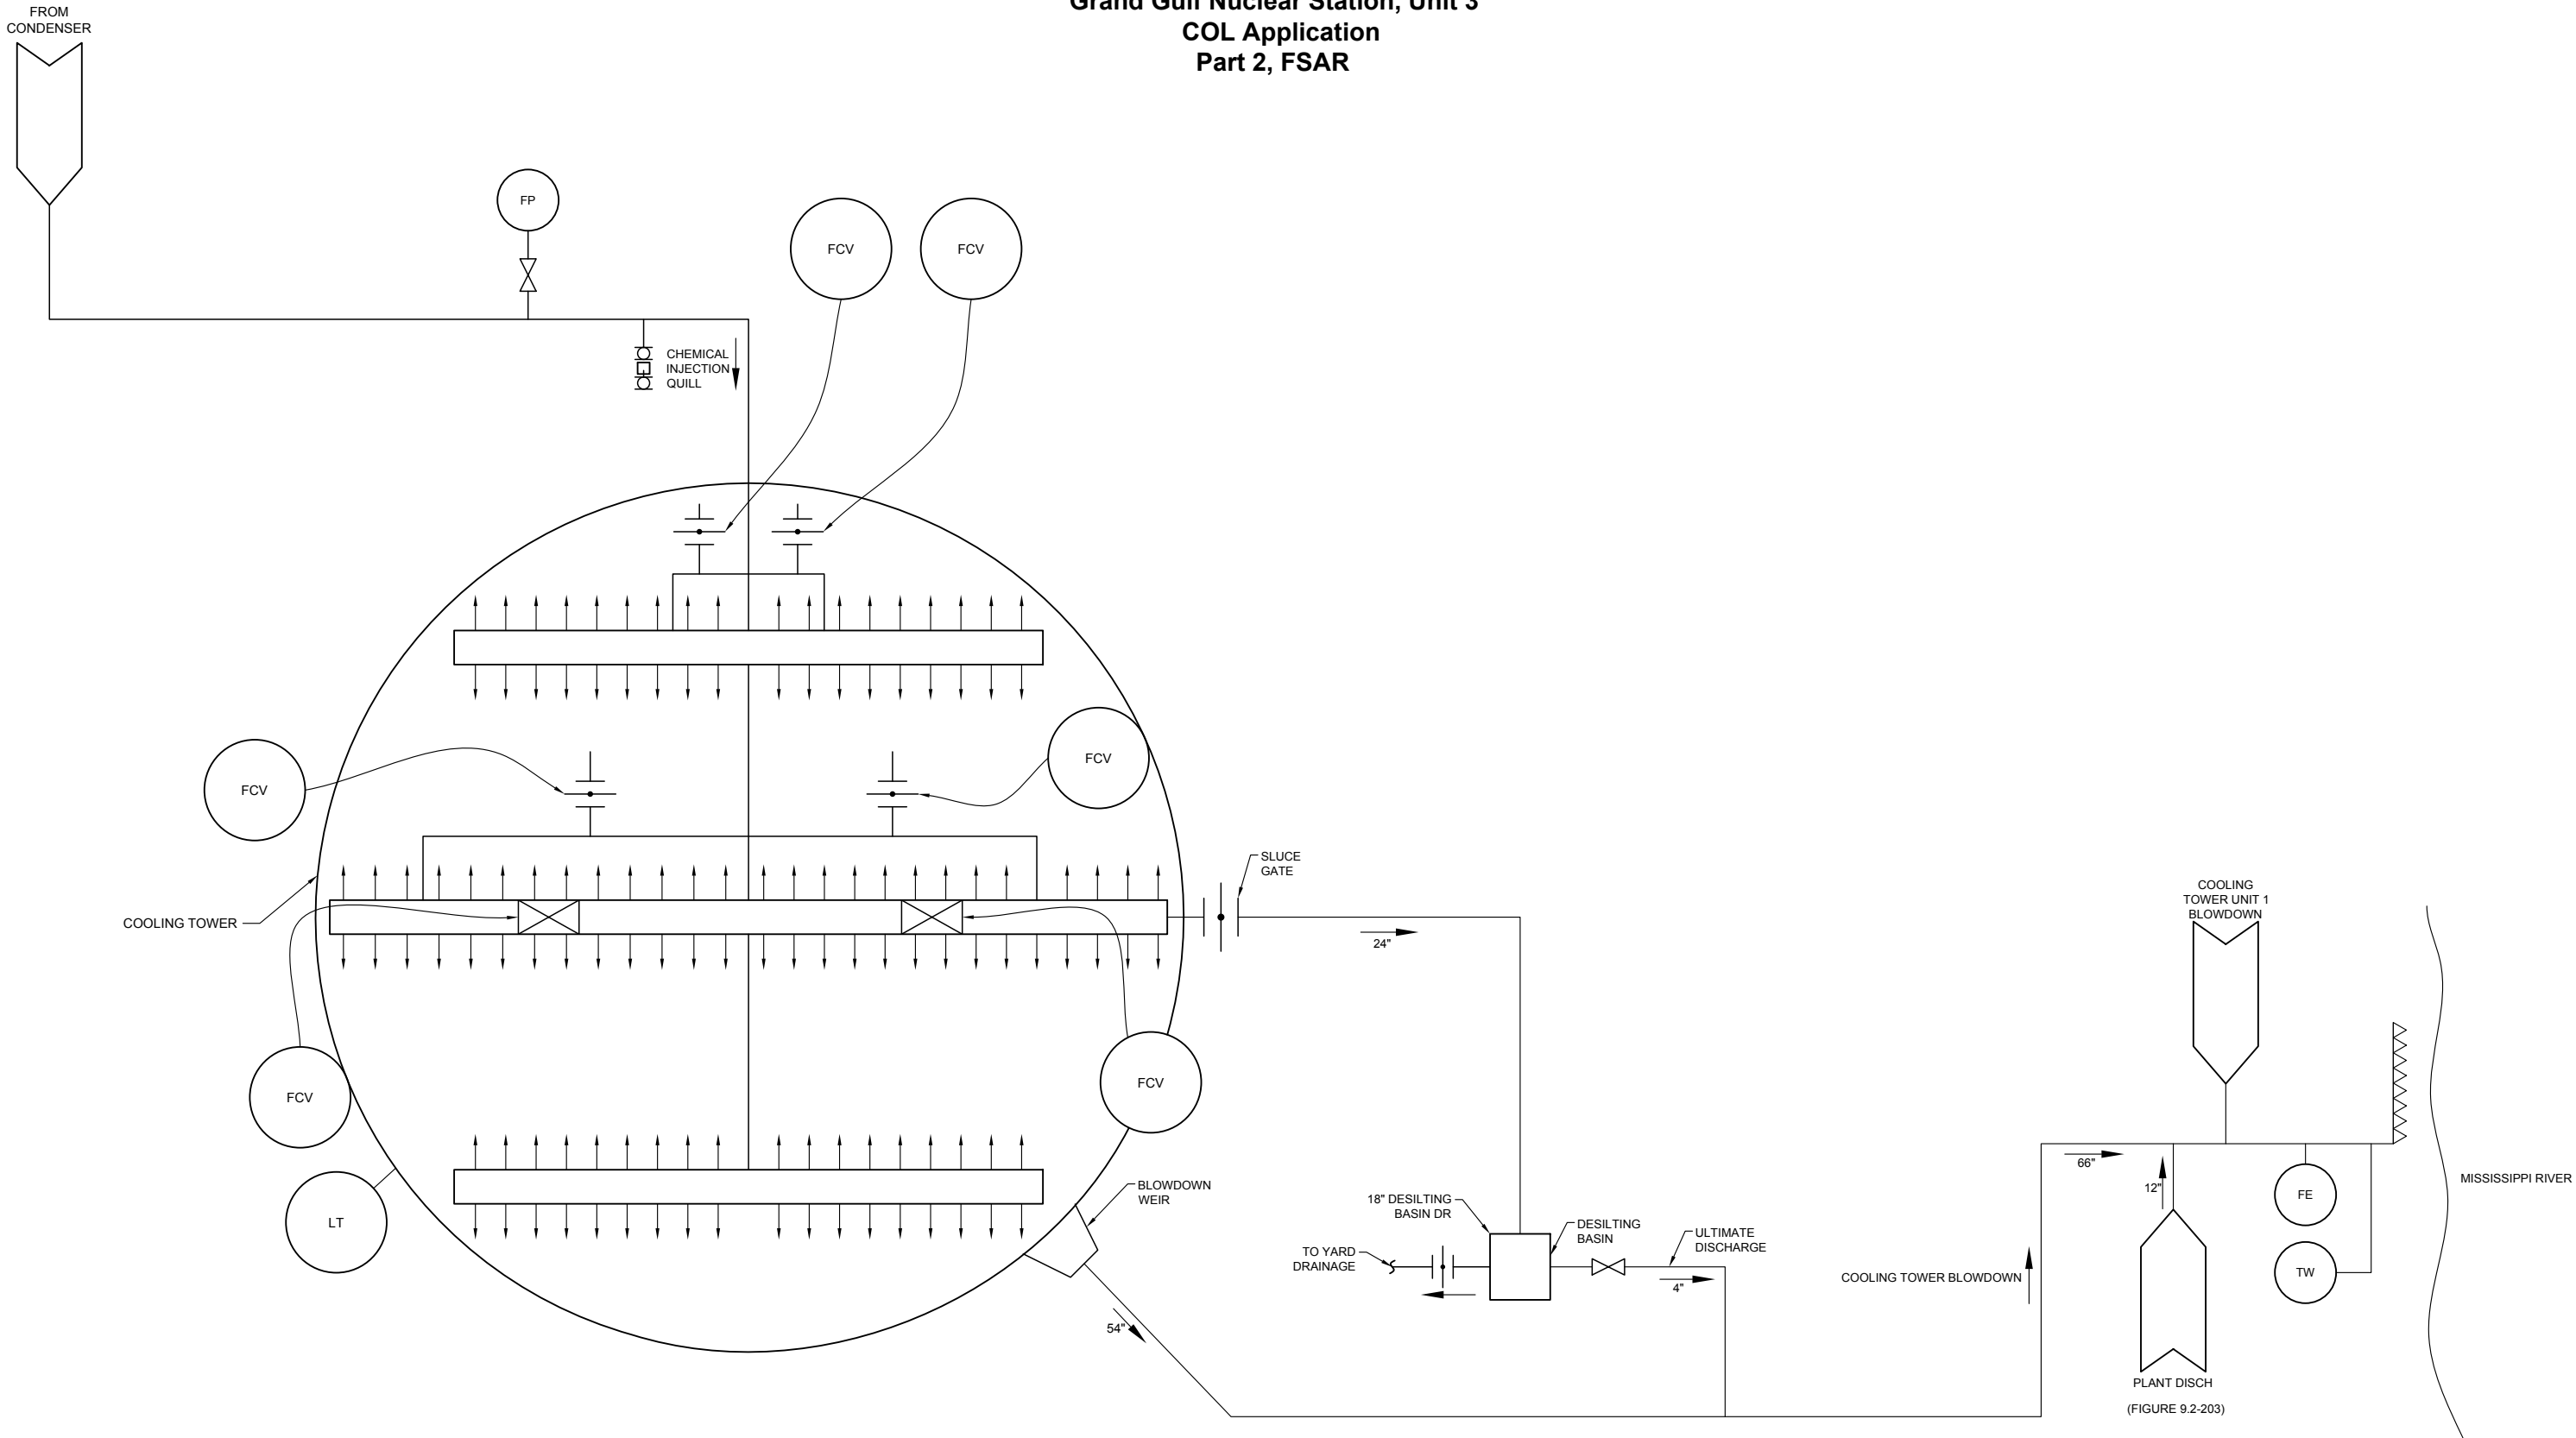 Grand Gulf Nuclear Station, Unit 3
COL Application
Part 2, FSAR
FROM
CONDENSER
FP
FCV
FCV
CHEMICAL
INJECTION
QUILL
FCV
FCV
SLUCE
GATE
COOLING TOWER
24"
COOLING
TOWER UNIT 1
BLOWDOWN
FCV
FCV
LT
BLOWDOWN
WEIR
54"
18" DESILTING
BASIN DR
TO YARD
DRAINAGE
DESILTING
BASIN
ULTIMATE
DISCHARGE
4"
COOLING TOWER BLOWDOWN
66"
12"
FE
TW
MISSISSIPPI RIVER
PLANT DISCH
(FIGURE 9.2-203)